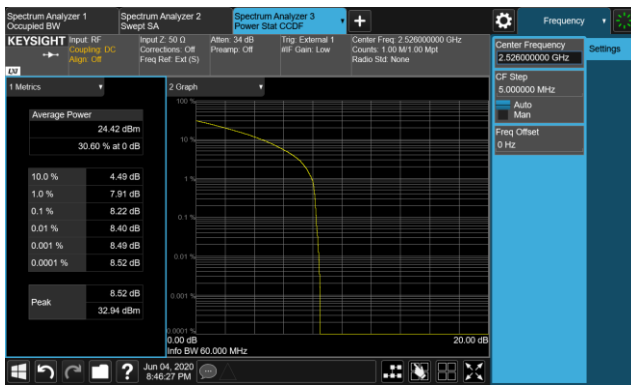 Spectrum Analyzer 1
Occupied BW
Spectrum Analyzer 2
Swept SA
Spectrum Analyzer 3
Power Stat CCDF
Frequency
KEYSIGHT
Input: RF
Coupling: DC
Align: Off
Input Z: 50 Ω
Corrections: Off
Freq Ref: Ext (S)
Atten: 34 dB
Preamp: Off
Trig: External 1
#IF Gain: Low
Center Freq: 2.526000000 GHz
Counts: 1.00 M/1.00 Mpt
Radio Std: None
LXI
Center Frequency
2.526000000 GHz
Settings
CF Step
5.000000 MHz
Auto
Man
Freq Offset
0 Hz
1 Metrics
Average Power
24.42 dBm
30.60 % at 0 dB
10.0 % 4.49 dB
1.0 % 7.91 dB
0.1 % 8.22 dB
0.01 % 8.40 dB
0.001 % 8.49 dB
0.0001 % 8.52 dB
Peak
8.52 dB
32.94 dBm
2 Graph
100 %
10 %
1 %
0.1 %
0.01 %
0.001 %
0.0001 %
0.00 dB
20.00 dB
Info BW 60.000 MHz
?
Jun 04, 2020
8:46:27 PM